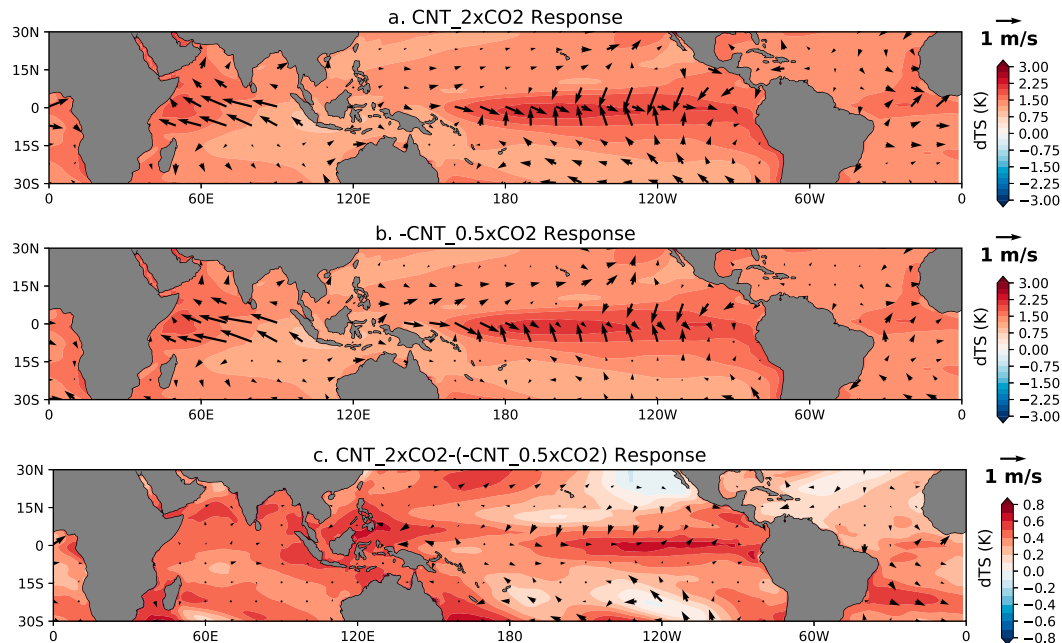 a. CNT_2xCO2 Response
30N
15N
0
15S
30S
0
60E
120E
180
120W
60W
0
1 m/s
3.00
2.25
1.50
0.75
0.00
−0.75
−1.50
−2.25
−3.00
dTS (K)
b. -CNT_0.5xCO2 Response
30N
15N
0
15S
30S
0
60E
120E
180
120W
60W
0
1 m/s
3.00
2.25
1.50
0.75
0.00
−0.75
−1.50
−2.25
−3.00
dTS (K)
c. CNT_2xCO2-(-CNT_0.5xCO2) Response
30N
15N
0
15S
30S
0
60E
120E
180
120W
60W
0
1 m/s
0.8
0.6
0.4
0.2
0.0
−0.2
−0.4
−0.6
−0.8
dTS (K)